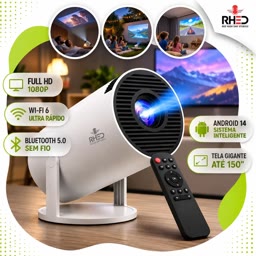 RHED
FULL HD
1080P
WI-FI 6
ULTRA RÁPIDO
BLUETOOTH 5.0
SEM FIO
ANDROID 14
SISTEMA
INTELIGENTE
TELA GIGANTE
ATÉ 150"
RHED